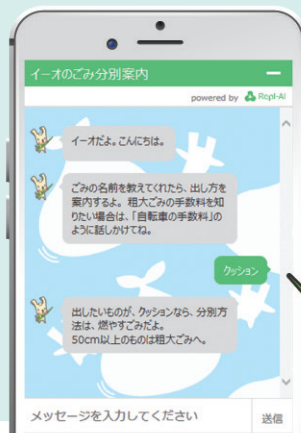 イーオのごみ分別案内
powered by Repl-AI
イーオだよ。こんにちは。
ごみの名前を教えてくれたら、出し方を
案内するよ。粗大ごみの手数料を知
りたい場合は、「自転車の手数料」の
ように話しかけてね。
クッション
出したいものが、クッションなら、分別方
法は、燃やすごみだよ。
50cm以上のものは粗大ごみへ。
メッセージを入力してください
送信